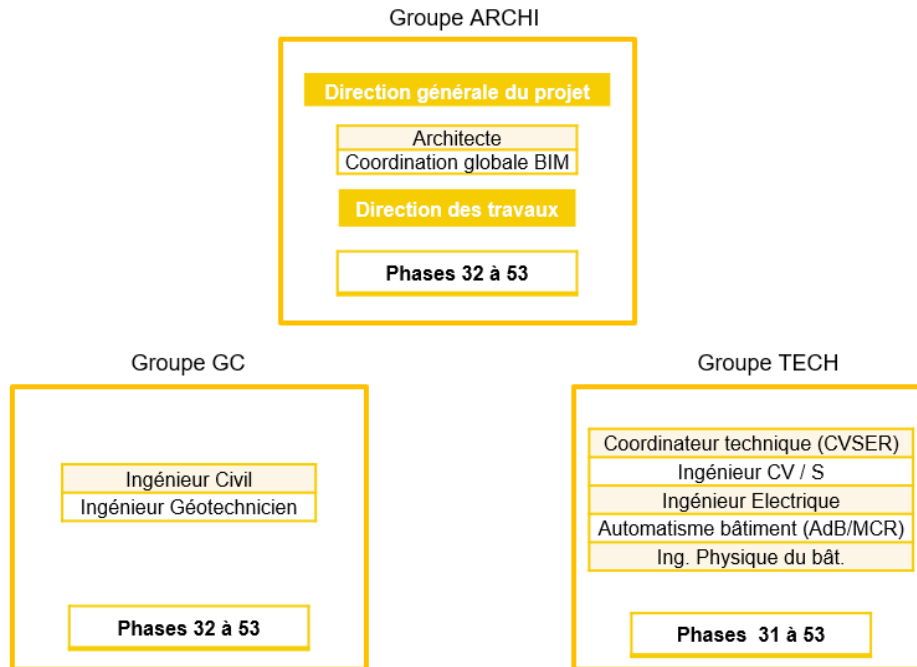 Groupe ARCHI
Direction générale du projet
Architecte
Coordination globale BIM
Direction des travaux
Phases 32 à 53
Groupe GC
Ingénieur Civil
Ingénieur Géotechnicien
Phases 32 à 53
Groupe TECH
Coordinateur technique (CVSER)
Ingénieur CV / S
Ingénieur Electrique
Automatisme bâtiment (AdB/MCR)
Ing. Physique du bât.
Phases 31 à 53